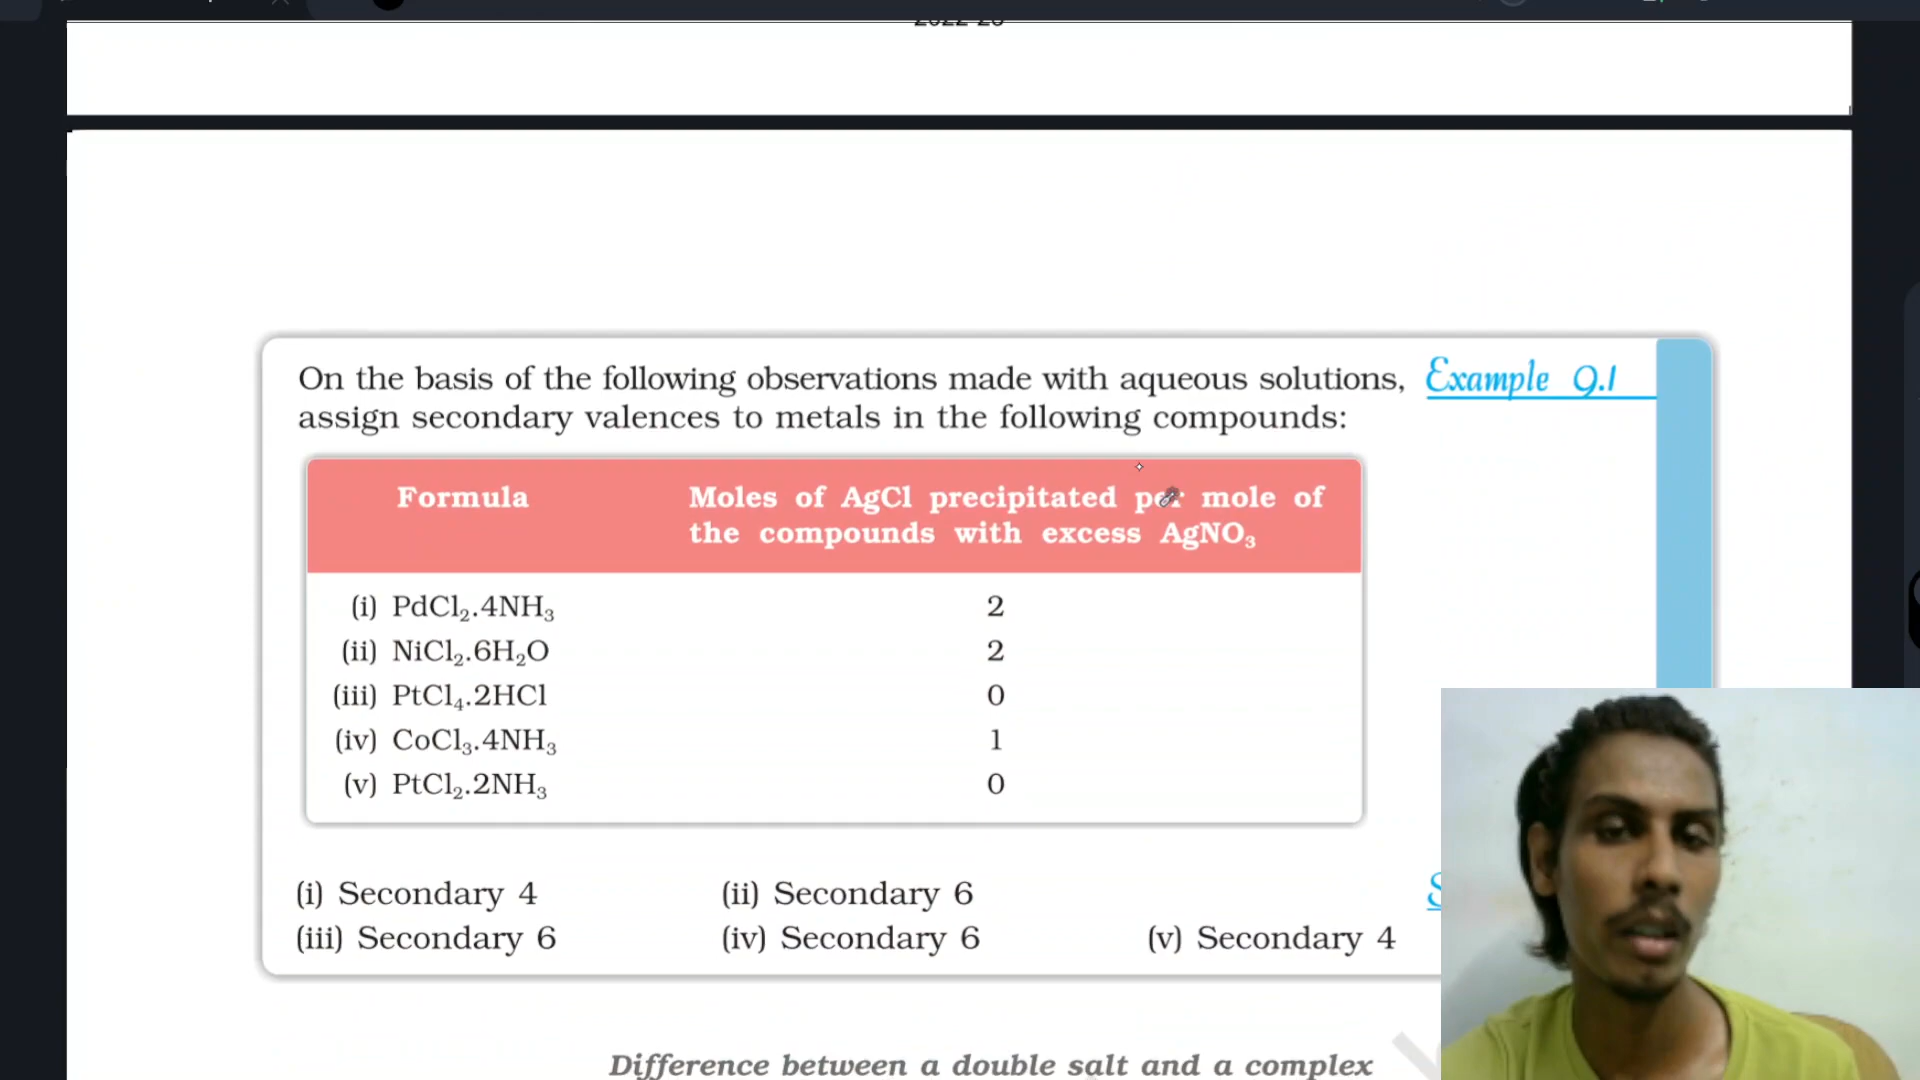 On the basis of the following observations made with aqueous solutions, Example 9.1
assign secondary valences to metals in the following compounds:
Formula Moles of AgCl precipitated per mole of
the compounds with excess AgNO₃
(i) PdCl₂.4NH₃ 2
(ii) NiCl₂.6H₂O 2
(iii) PtCl₄.2HCl 0
(iv) CoCl₃.4NH₃ 1
(v) PtCl₂.2NH₃ 0
(i) Secondary 4 (ii) Secondary 6
(iii) Secondary 6 (iv) Secondary 6 (v) Secondary 4
Difference between a double salt and a complex